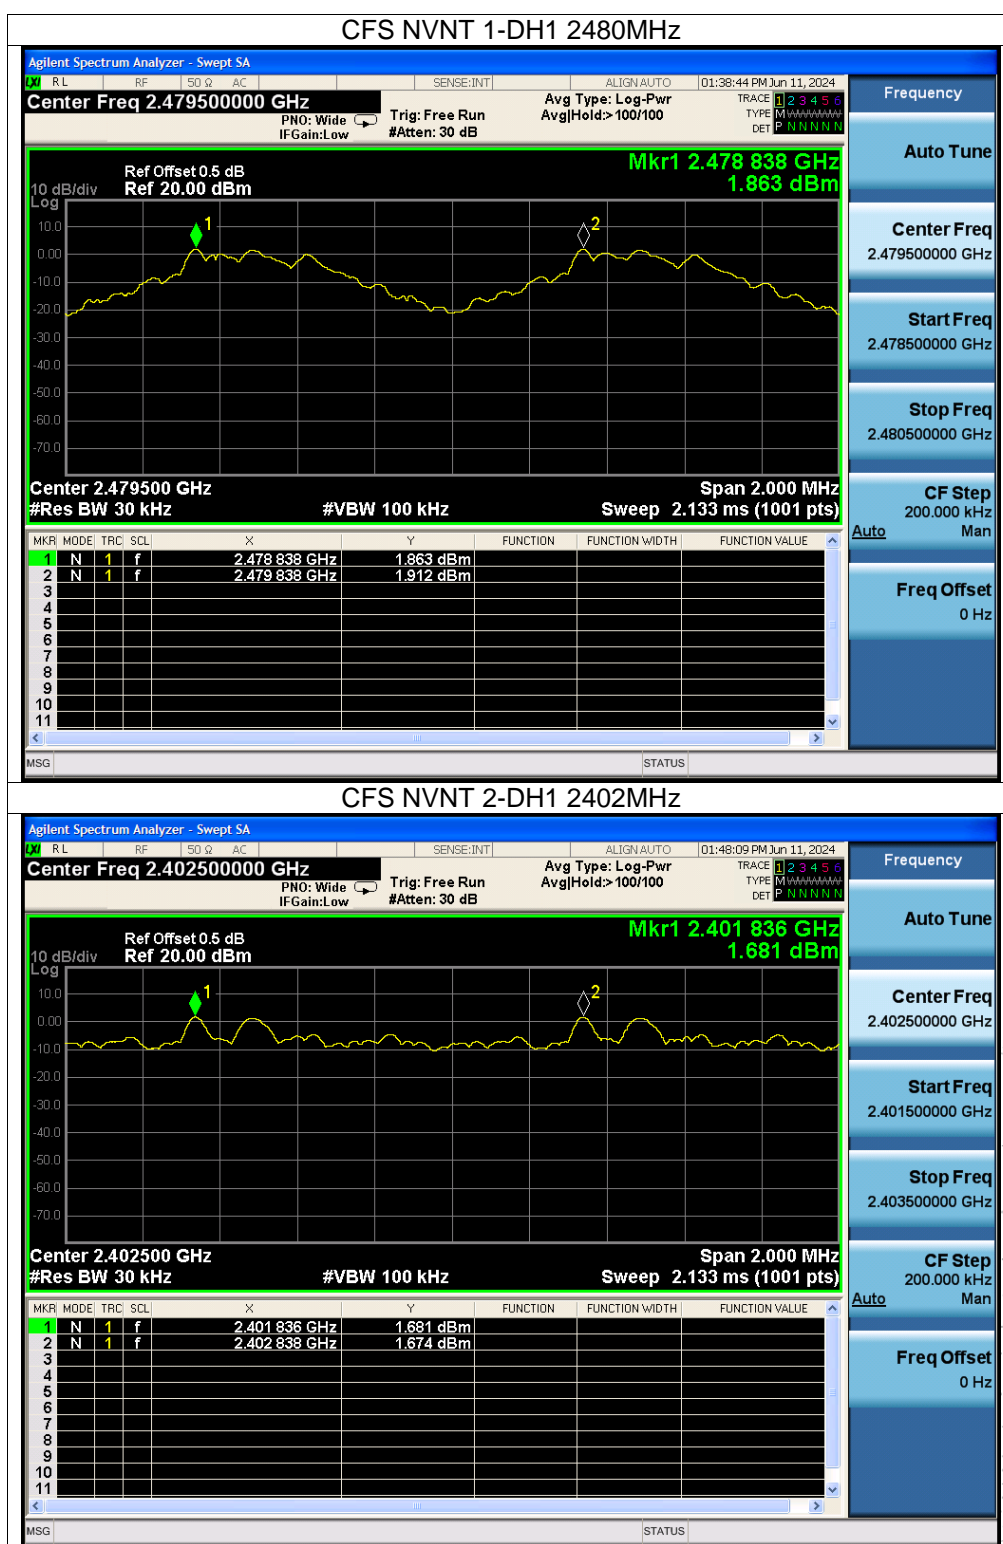 CFS NVNT 1-DH1 2480MHz
Agilent Spectrum Analyzer - Swept SA
LXI RL RF 50 Ω AC SENSE:INT ALIGN AUTO 01:38:44 PM Jun 11, 2024
Center Freq 2.479500000 GHz
PNO: Wide
IFGain:Low
Trig: Free Run
#Atten: 30 dB
Avg Type: Log-Pwr
Avg|Hold:>100/100
TRACE 1 2 3 4 5 6
TYPE M
DET P N N N N N
Mkr1 2.478 838 GHz
1.863 dBm
Ref Offset 0.5 dB
10 dB/div Ref 20.00 dBm
Log
10.0
0.00
-10.0
-20.0
-30.0
-40.0
-50.0
-60.0
-70.0
1
2
Center 2.479500 GHz Span 2.000 MHz
#Res BW 30 kHz #VBW 100 kHz Sweep 2.133 ms (1001 pts)
MKR MODE TRC SCL X Y FUNCTION FUNCTION WIDTH FUNCTION VALUE
1 N 1 f 2.478 838 GHz 1.863 dBm
2 N 1 f 2.479 838 GHz 1.912 dBm
3
4
5
6
7
8
9
10
11
MSG STATUS
Frequency
Auto Tune
Center Freq
2.479500000 GHz
Start Freq
2.478500000 GHz
Stop Freq
2.480500000 GHz
CF Step
200.000 kHz
Auto Man
Freq Offset
0 Hz
CFS NVNT 2-DH1 2402MHz
Agilent Spectrum Analyzer - Swept SA
LXI RL RF 50 Ω AC SENSE:INT ALIGN AUTO 01:48:09 PM Jun 11, 2024
Center Freq 2.402500000 GHz
PNO: Wide
IFGain:Low
Trig: Free Run
#Atten: 30 dB
Avg Type: Log-Pwr
Avg|Hold:>100/100
TRACE 1 2 3 4 5 6
TYPE M
DET P N N N N N
Mkr1 2.401 836 GHz
1.681 dBm
Ref Offset 0.5 dB
10 dB/div Ref 20.00 dBm
Log
10.0
0.00
-10.0
-20.0
-30.0
-40.0
-50.0
-60.0
-70.0
1
2
Center 2.402500 GHz Span 2.000 MHz
#Res BW 30 kHz #VBW 100 kHz Sweep 2.133 ms (1001 pts)
MKR MODE TRC SCL X Y FUNCTION FUNCTION WIDTH FUNCTION VALUE
1 N 1 f 2.401 836 GHz 1.681 dBm
2 N 1 f 2.402 838 GHz 1.674 dBm
3
4
5
6
7
8
9
10
11
MSG STATUS
Frequency
Auto Tune
Center Freq
2.402500000 GHz
Start Freq
2.401500000 GHz
Stop Freq
2.403500000 GHz
CF Step
200.000 kHz
Auto Man
Freq Offset
0 Hz